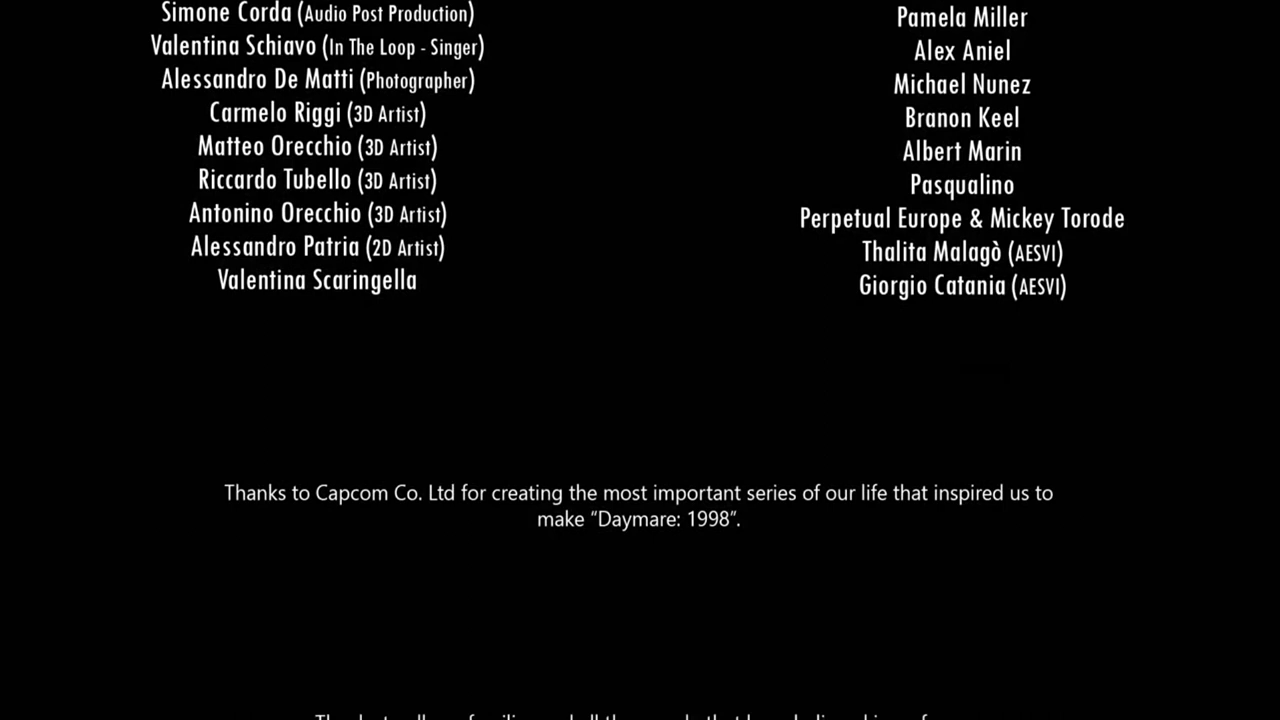 Simone Corda (Audio Post Production)
Valentina Schiavo (In The Loop - Singer)
Alessandro De Matti (Photographer)
Carmelo Riggi (3D Artist)
Matteo Orecchio (3D Artist)
Riccardo Tubello (3D Artist)
Antonino Orecchio (3D Artist)
Alessandro Patria (2D Artist)
Valentina Scaringella
Pamela Miller
Alex Aniel
Michael Nunez
Branon Keel
Albert Marin
Pasqualino
Perpetual Europe & Mickey Torode
Thalita Malagò (AESVI)
Giorgio Catania (AESVI)
Thanks to Capcom Co. Ltd for creating the most important series of our life that inspired us to
make “Daymare: 1998”.